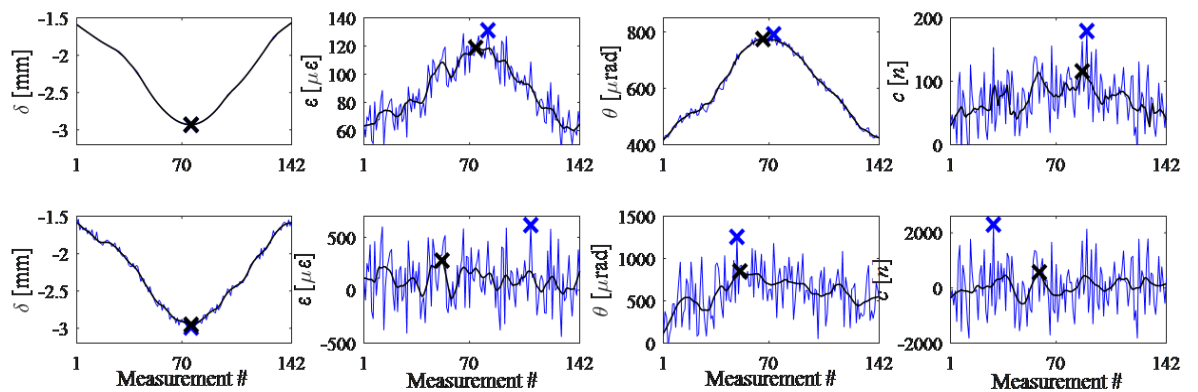 δ [mm]
-1.5
-2
-2.5
-3
1 70 142
ε [με]
140
120
100
80
60
1 70 142
θ [μrad]
800
600
400
1 70 142
c [n]
200
100
0
1 70 142
δ [mm]
-1.5
-2
-2.5
-3
1 70 142
Measurement #
ε [με]
500
0
-500
1 70 142
Measurement #
θ [μrad]
1500
1000
500
0
1 70 142
Measurement #
c [n]
2000
0
-2000
1 70 142
Measurement #